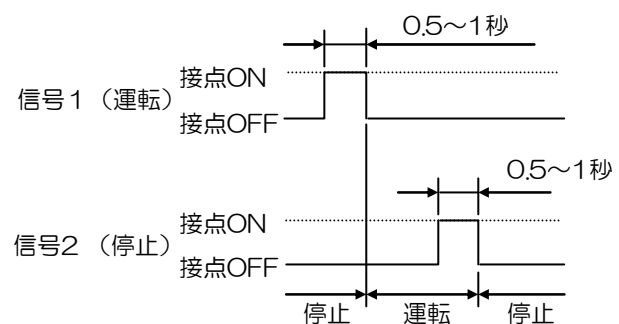 0.5～1秒
接点ON
信号１（運転）
接点OFF
0.5～1秒
接点ON
信号2 （停止）
接点OFF
停止 運転 停止